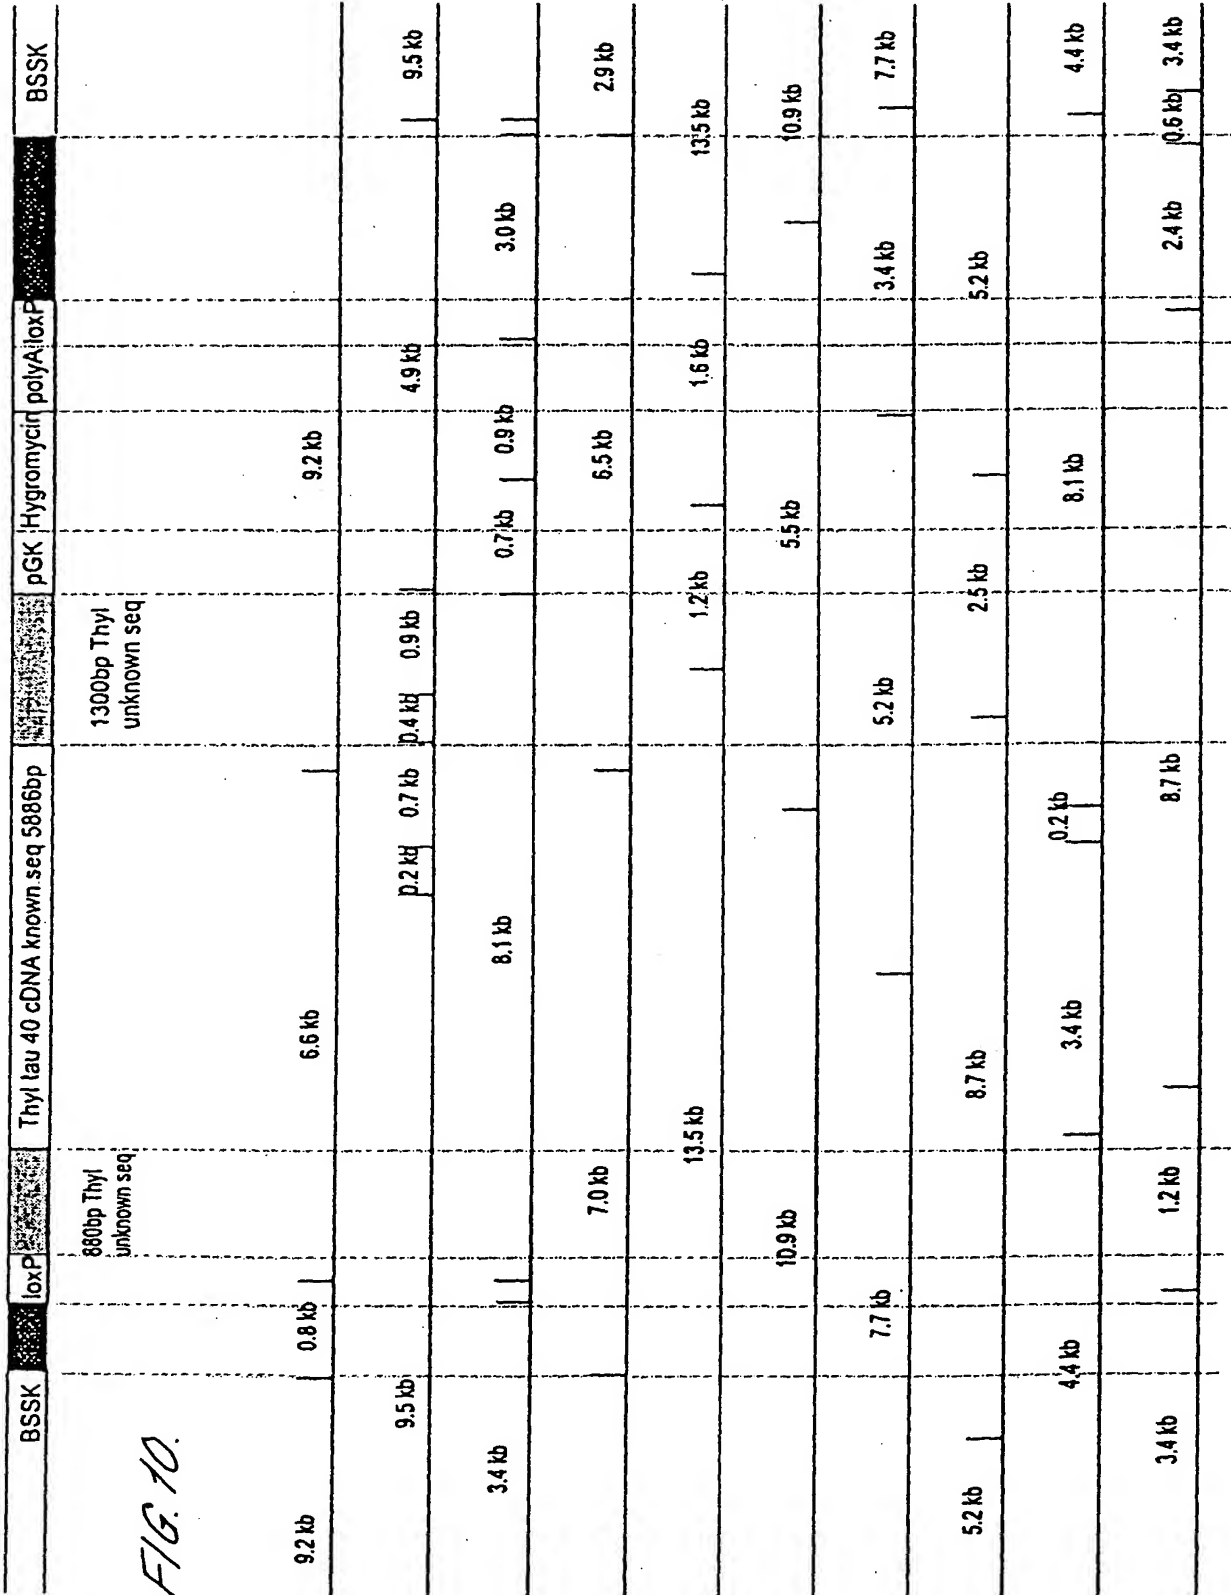 BSSK loxP Thyl tau 40 cDNA known.seq 5886bp pGK Hygromycin polyA loxP BSSK
880bp Thyl 1300bp Thyl
unknown seq unknown seq
FIG. 10.
9.2 kb 0.8 kb 6.6 kb 9.2 kb
9.5 kb 0.2 kb 0.7 kb 0.4 kb 0.9 kb 4.9 kb 9.5 kb
3.4 kb 8.1 kb 0.7 kb 0.9 kb 3.0 kb
7.0 kb 6.5 kb 2.9 kb
13.5 kb 1.2 kb 1.6 kb 13.5 kb
10.9 kb 5.5 kb 10.9 kb
7.7 kb 5.2 kb 3.4 kb 7.7 kb
5.2 kb 8.7 kb 2.5 kb 5.2 kb
4.4 kb 3.4 kb 0.2 kb 8.1 kb 4.4 kb
3.4 kb 1.2 kb 8.7 kb 2.4 kb 0.6 kb 3.4 kb